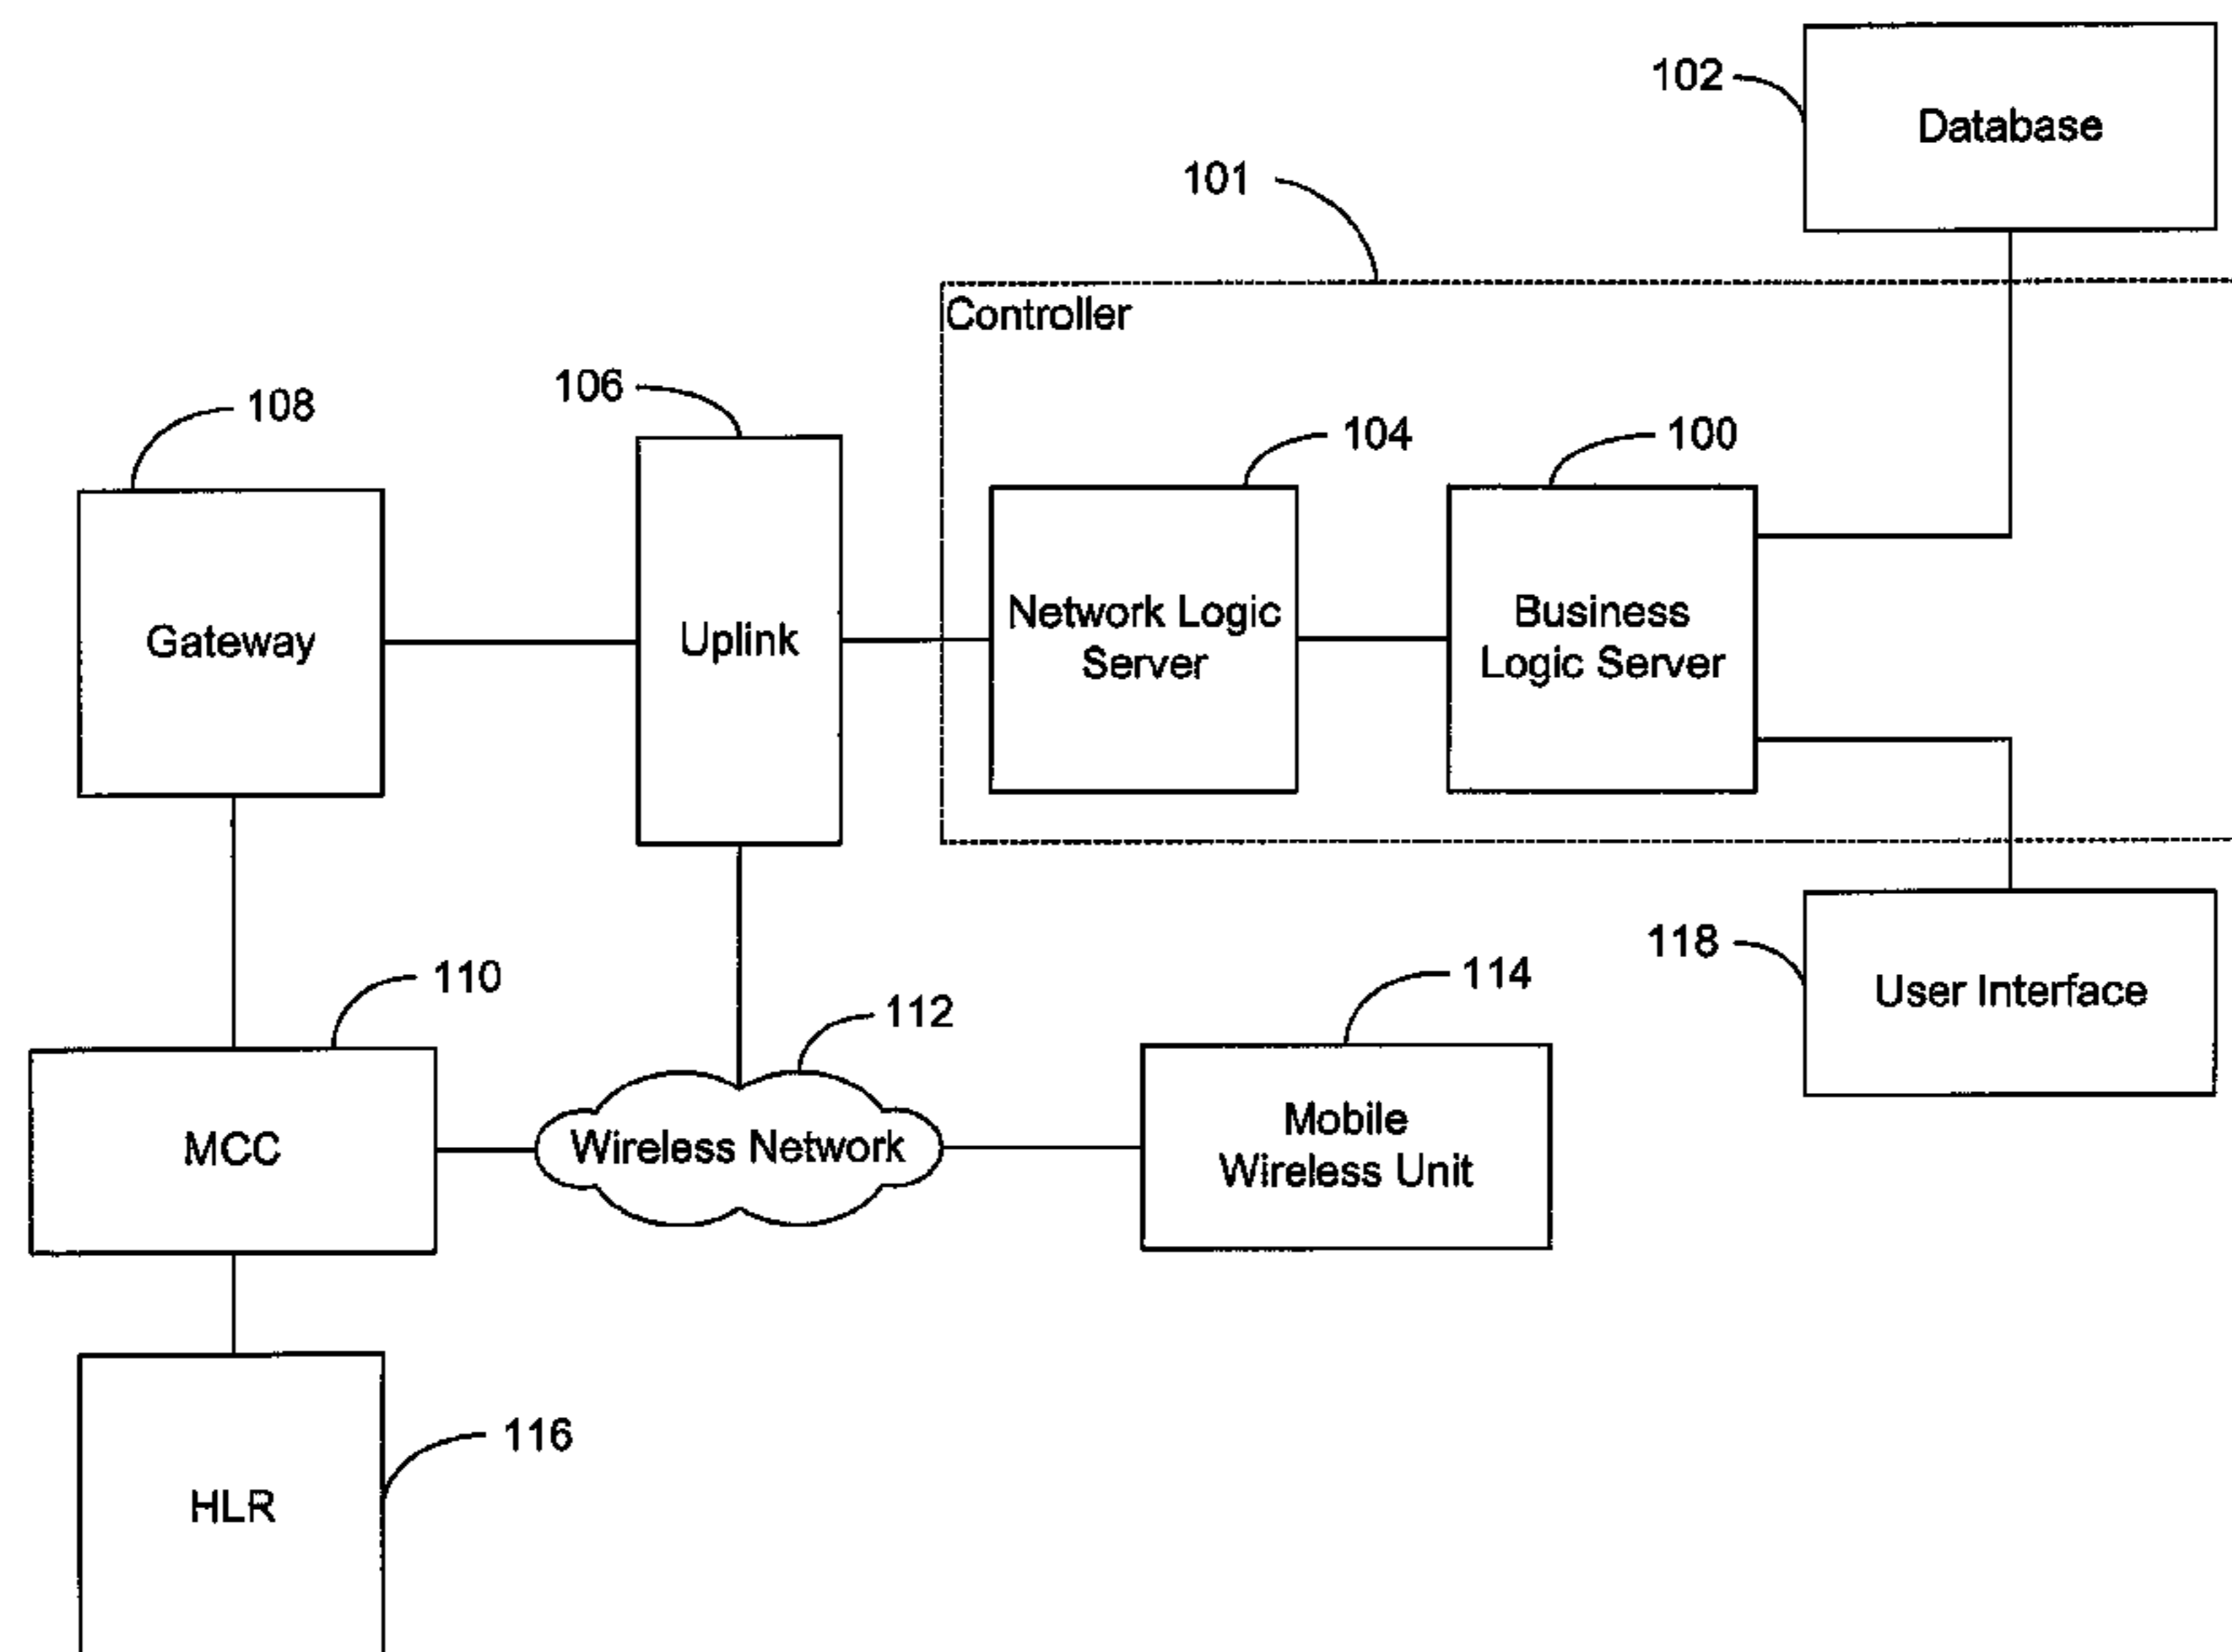 102
Database
101
Controller
106
108
104
100
Gateway
Uplink
Network Logic
Server
Business
Logic Server
110
112
114
118
User Interface
MCC
Wireless Network
Mobile
Wireless Unit
116
HLR